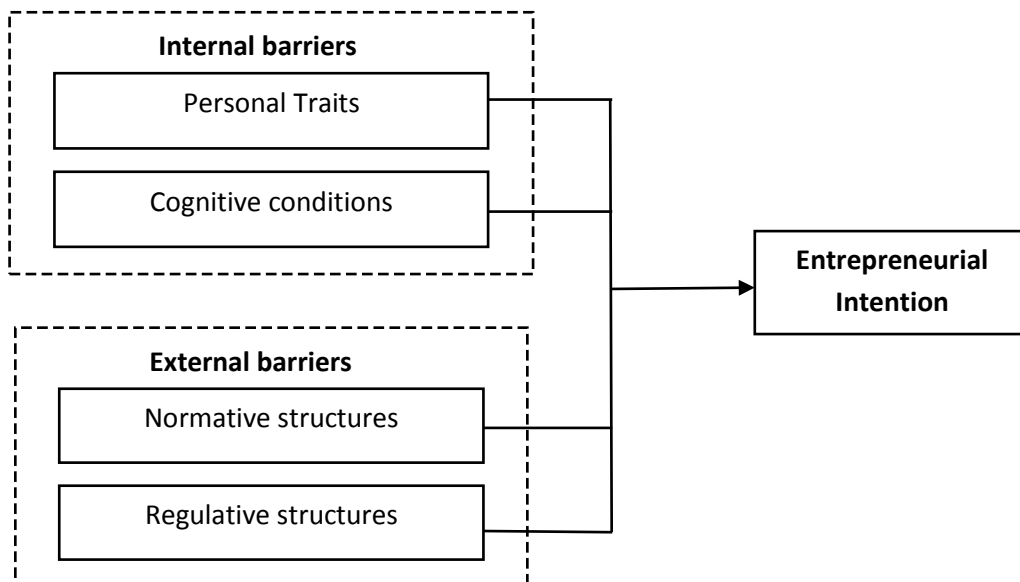 Internal barriers
Personal Traits
Cognitive conditions
External barriers
Normative structures
Regulative structures
Entrepreneurial
Intention